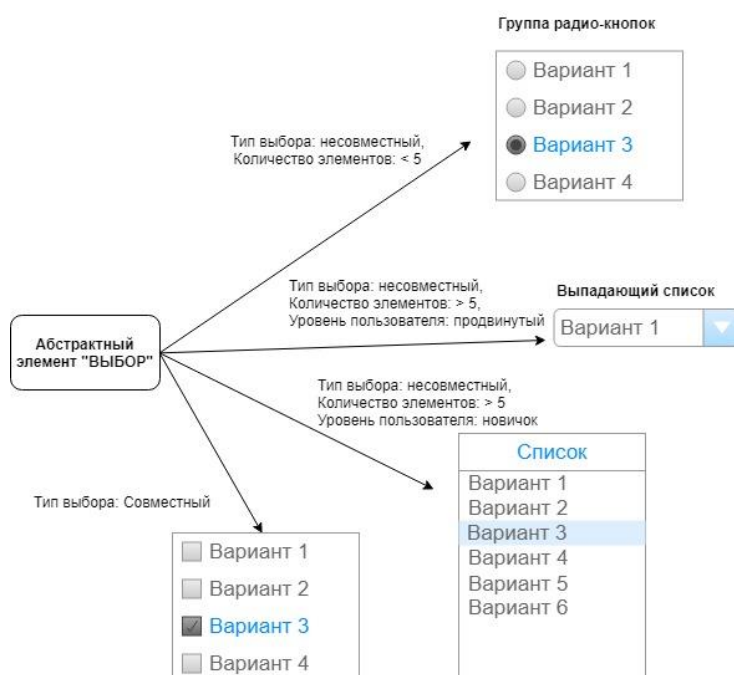 Группа радио-кнопок
Вариант 1
Вариант 2
Вариант 3
Вариант 4
Тип выбора: несовместный,
Количество элементов: < 5
Тип выбора: несовместный,
Количество элементов: > 5,
Уровень пользователя: продвинутый
Выпадающий список
Вариант 1
Абстрактный
элемент "ВЫБОР"
Тип выбора: несовместный,
Количество элементов: > 5
Уровень пользователя: новичок
Список
Вариант 1
Вариант 2
Вариант 3
Вариант 4
Вариант 5
Вариант 6
Тип выбора: Совместный
Вариант 1
Вариант 2
Вариант 3
Вариант 4